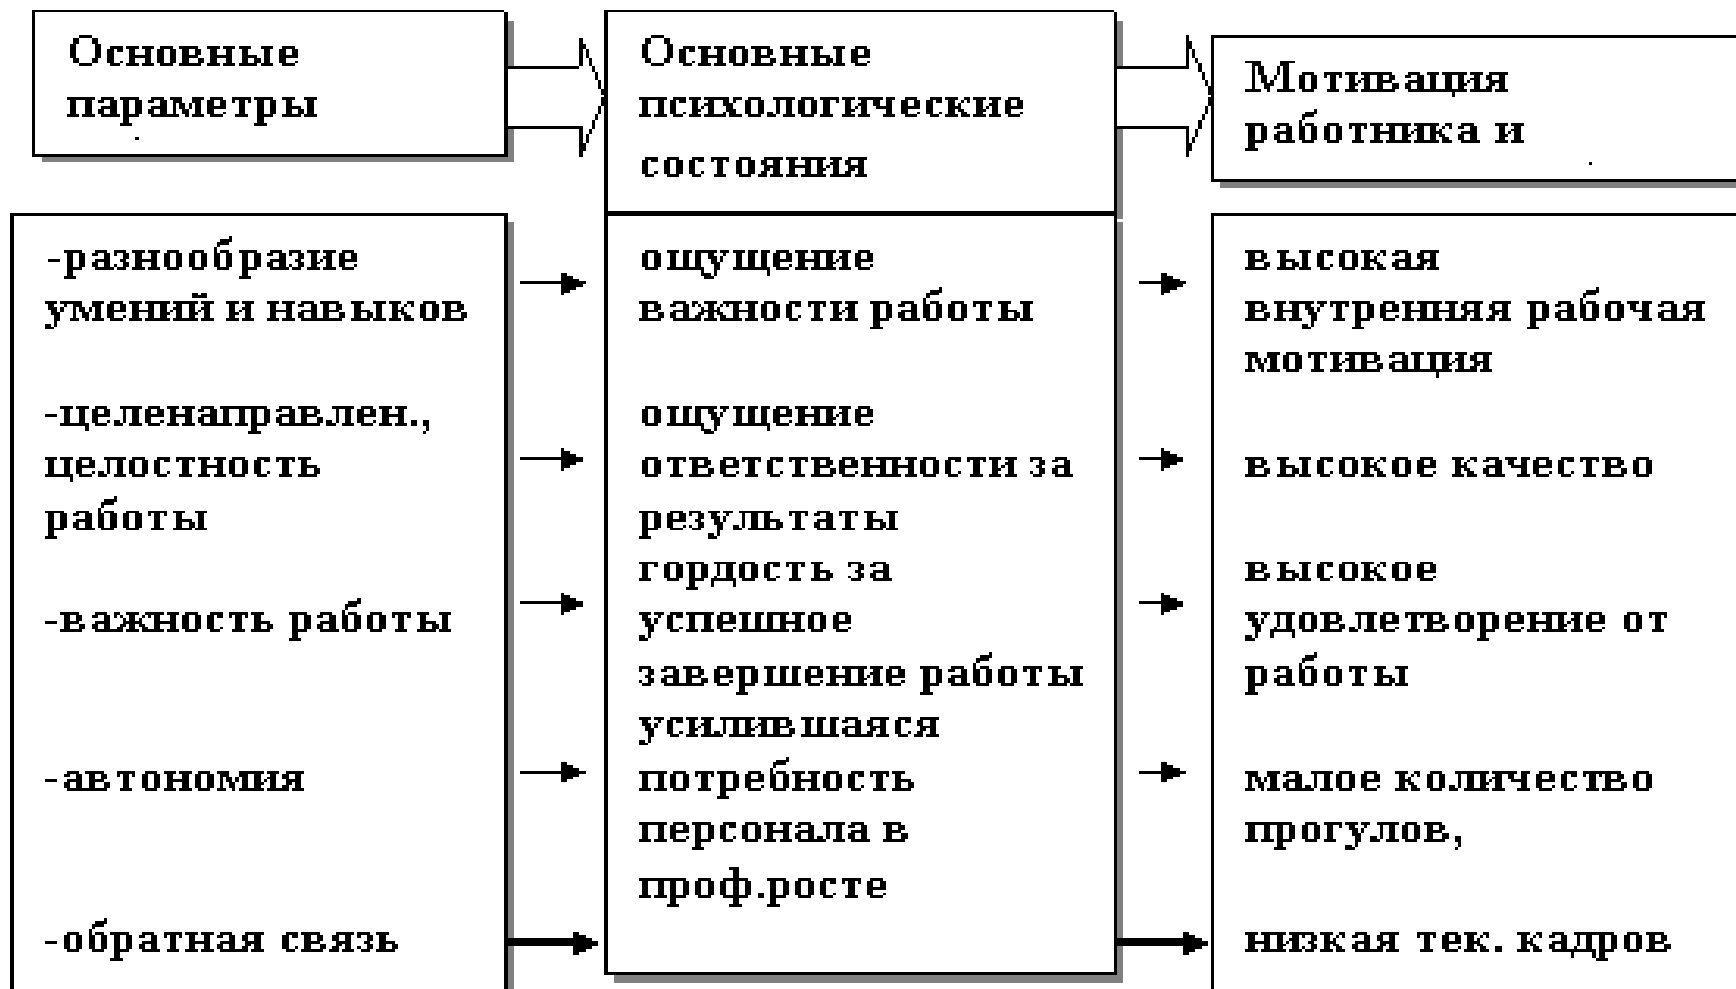 Основные
параметры
Основные
психологические
состояния
Мотивация
работника и
-разнообразие
умений и навыков
-целенаправлен.,
целостность
работы
-важность работы
-автономия
-обратная связь
ощущение
важности работы
ощущение
ответственности за
результаты
гордость за
успешное
завершение работы
усилившаяся
потребность
персонала в
проф.росте
высокая
внутренняя рабочая
мотивация
высокое качество
высокое
удовлетворение от
работы
малое количество
прогулов,
низкая тек. кадров